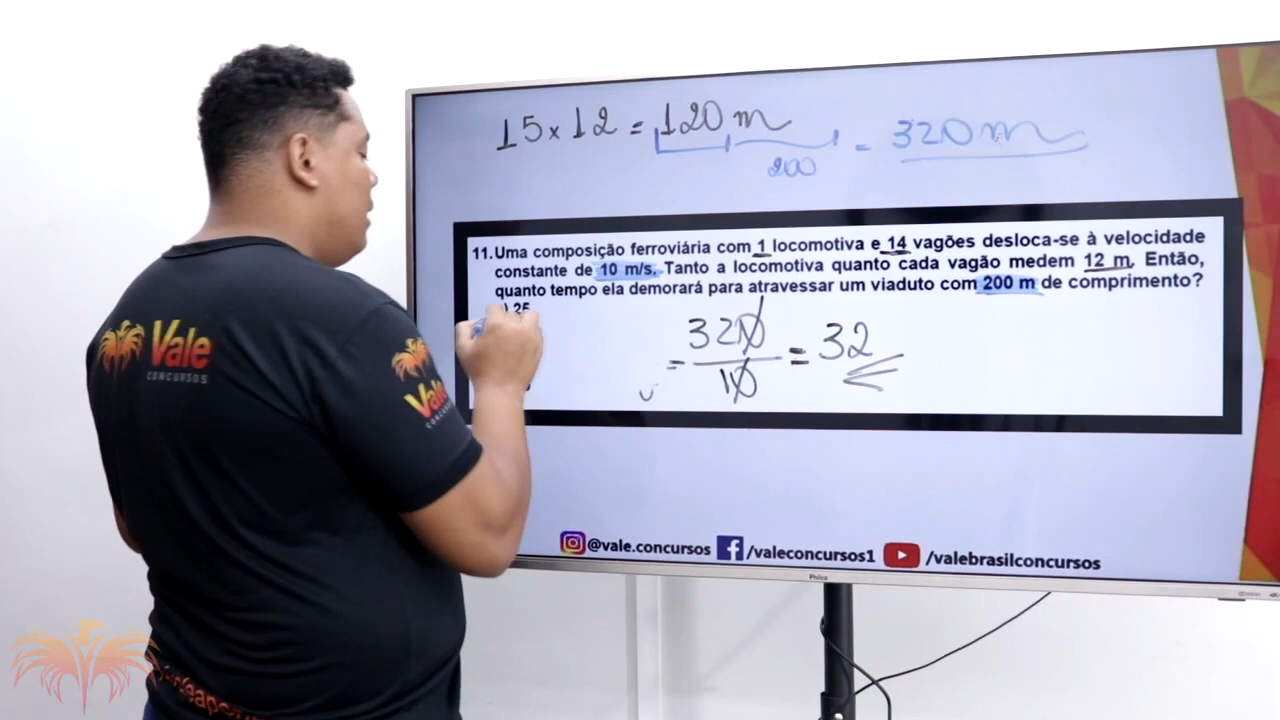 15 x 12 = 120 m
200
= 320 m
11. Uma composição ferroviária com 1 locomotiva e 14 vagões desloca-se à velocidade
constante de 10 m/s. Tanto a locomotiva quanto cada vagão medem 12 m. Então,
quanto tempo ela demorará para atravessar um viaduto com 200 m de comprimento?
25
= 320 / 10 = 32
Vale
CONCURSOS
Vale
@vale.concursos /valeconcursos1 /valebrasilconcursos
Philco